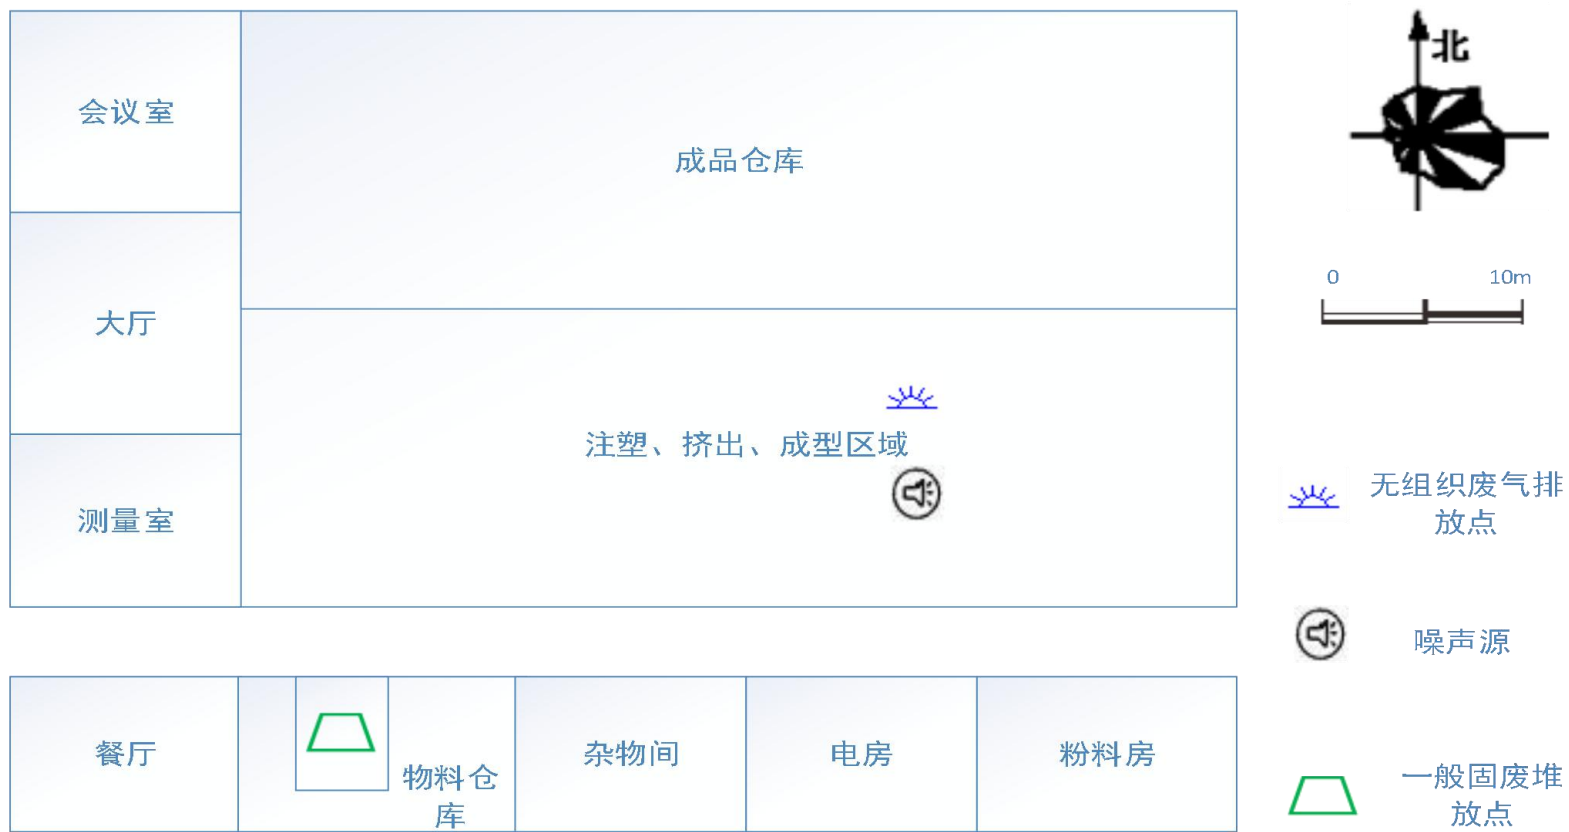 会议室
成品仓库
大厅
注塑、挤出、成型区域
测量室
餐厅
物料仓
库
杂物间
电房
粉料房
北
0
10m
无组织废气排
放点
噪声源
一般固废堆
放点